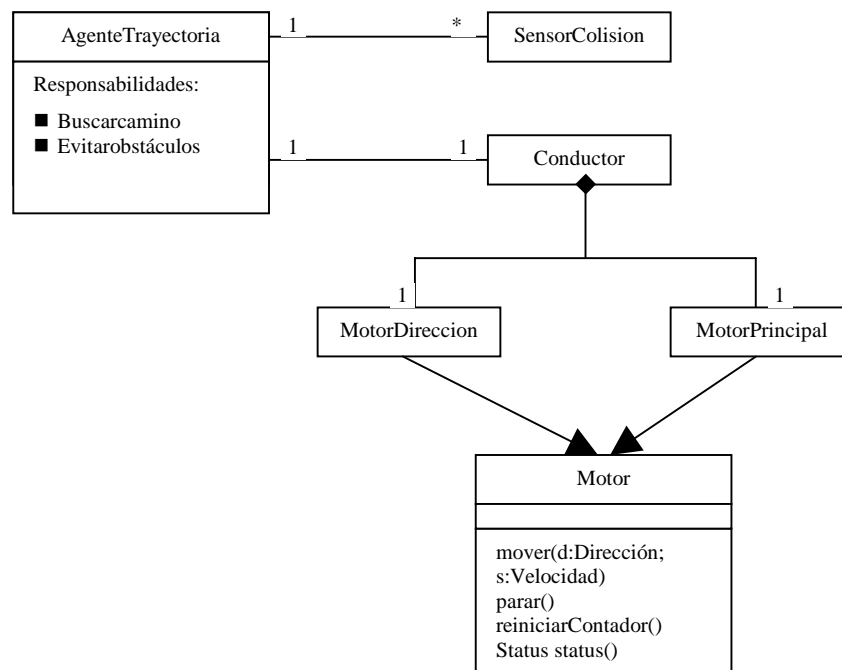 AgenteTrayectoria
1
*
SensorColision
Responsabilidades:
■ Buscarcamino
■ Evitarobstáculos
1
1
Conductor
1
1
MotorDireccion
MotorPrincipal
Motor
mover(d:Dirección;
s:Velocidad)
parar()
reiniciarContador()
Status status()